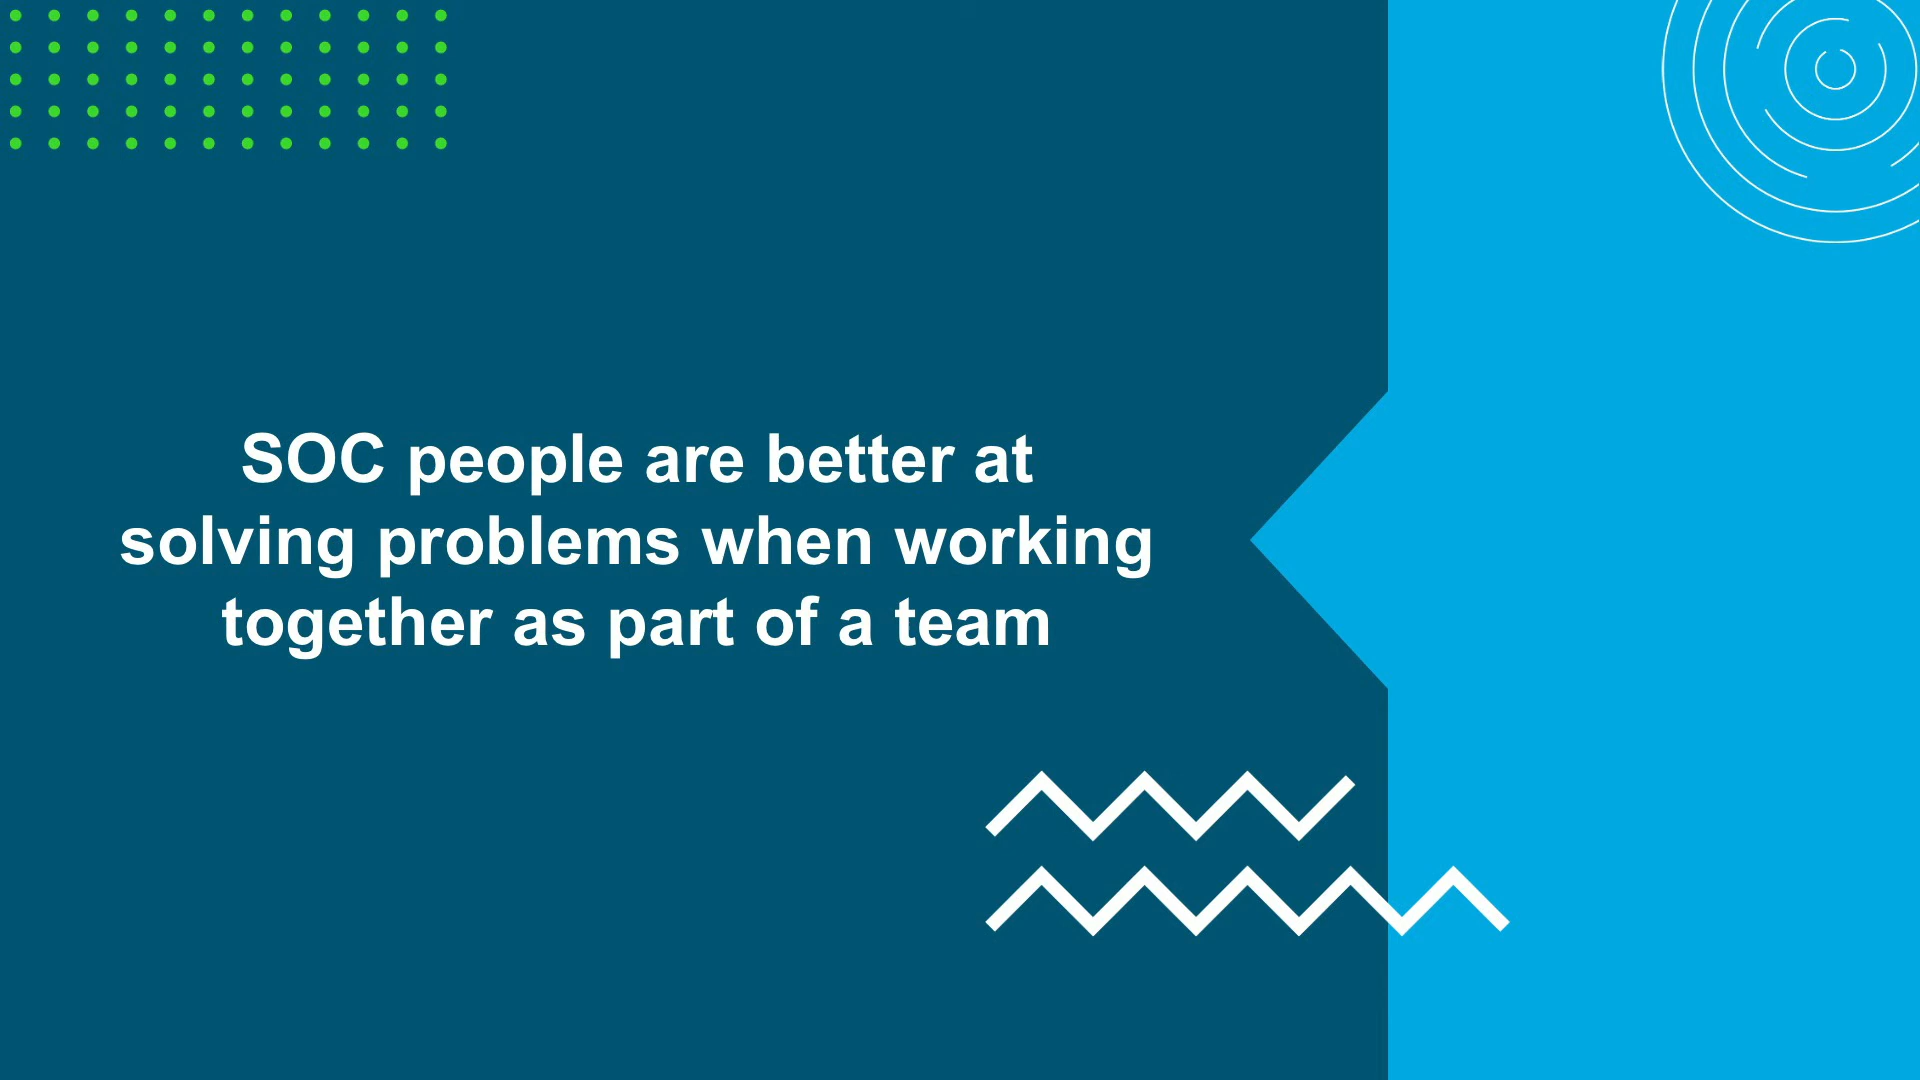 SOC people are better at
solving problems when working
together as part of a team